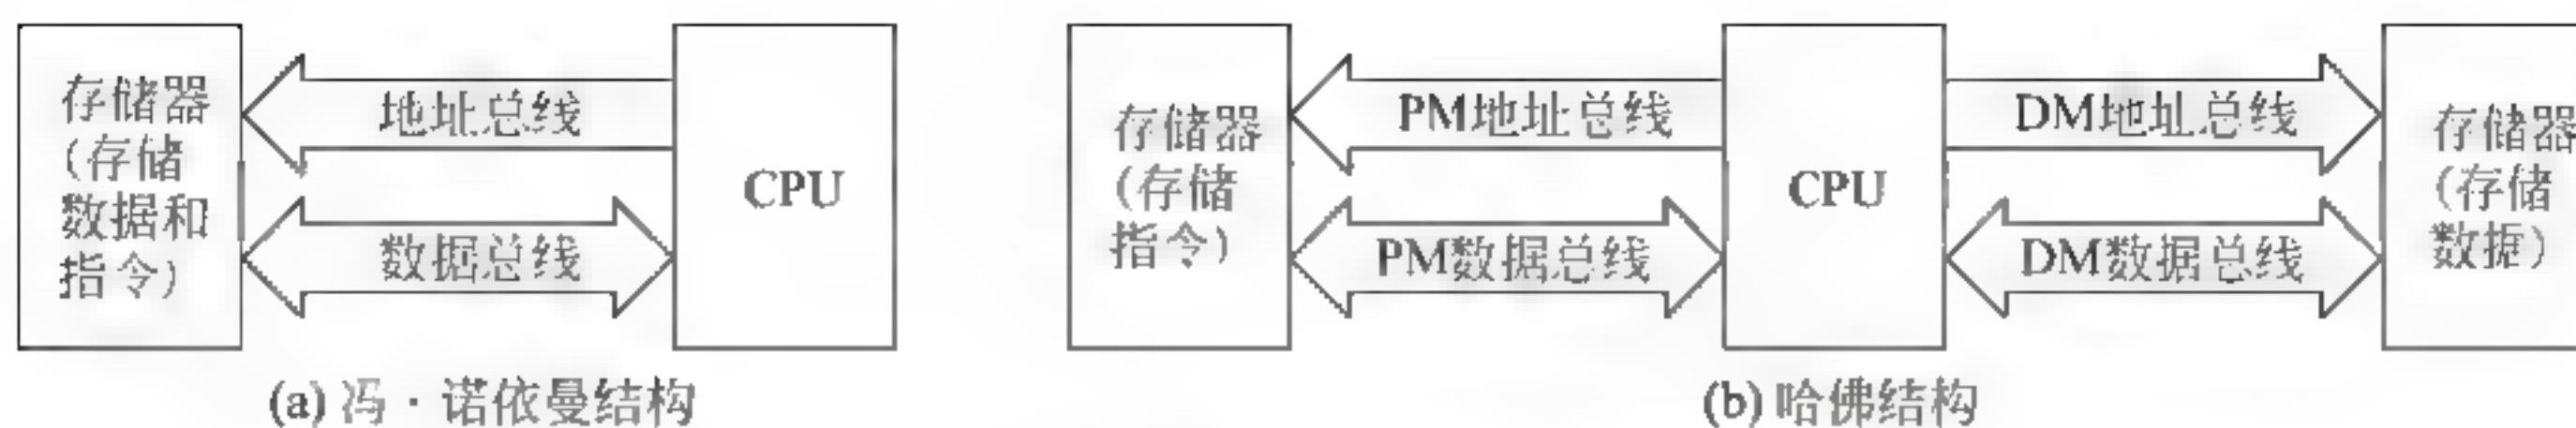 存储器
(存储
数据和
指令)
地址总线
数据总线
CPU
(a) 冯·诺依曼结构
存储器
(存储
指令)
PM地址总线
PM数据总线
CPU
DM地址总线
DM数据总线
存储器
(存储
数据)
(b) 哈佛结构